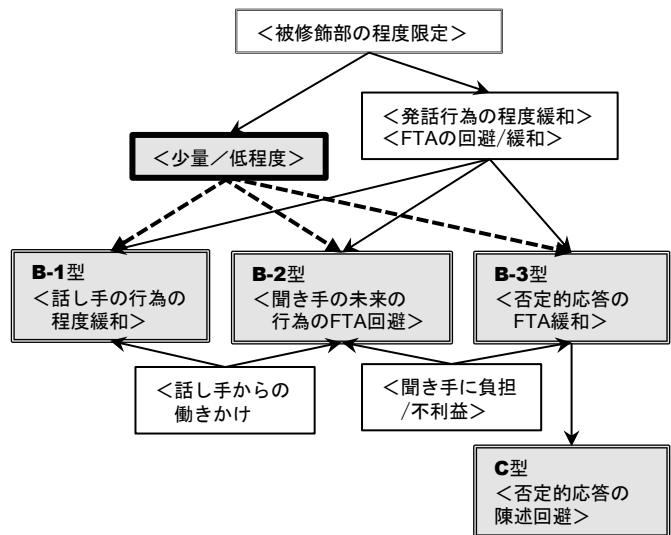 ＜被修飾部の程度限定＞
＜発話行為の程度緩和＞
＜FTAの回避/緩和＞
＜少量／低程度＞
B-1型
＜話し手の行為の
程度緩和＞
B-2型
＜聞き手の未来の
行為のFTA回避＞
B-3型
＜否定的応答の
FTA緩和＞
＜話し手からの
働きかけ
＜聞き手に負担
/不利益＞
C型
＜否定的応答の
陳述回避＞